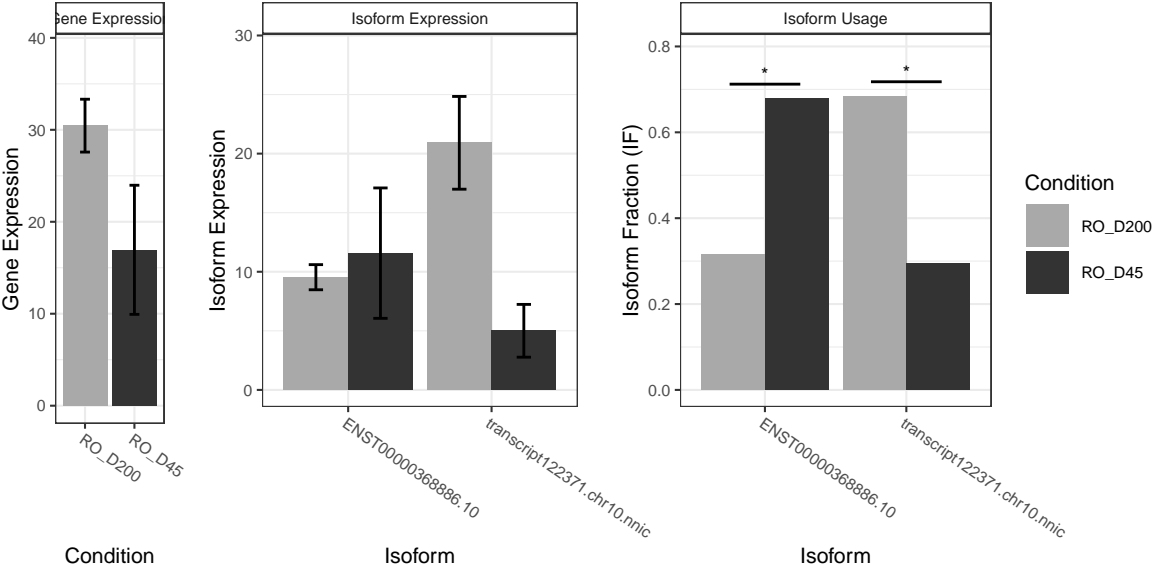 Gene Expression
Isoform Expression
Isoform Usage
Gene Expression
40
30
20
10
0
RO_D200
RO_D45
Condition
Isoform Expression
30
20
10
0
ENST00000368886.10
transcript122371.chr10.nnic
Isoform
Isoform Fraction (IF)
0.8
0.6
0.4
0.2
0.0
*
*
ENST00000368886.10
transcript122371.chr10.nnic
Isoform
Condition
RO_D200
RO_D45